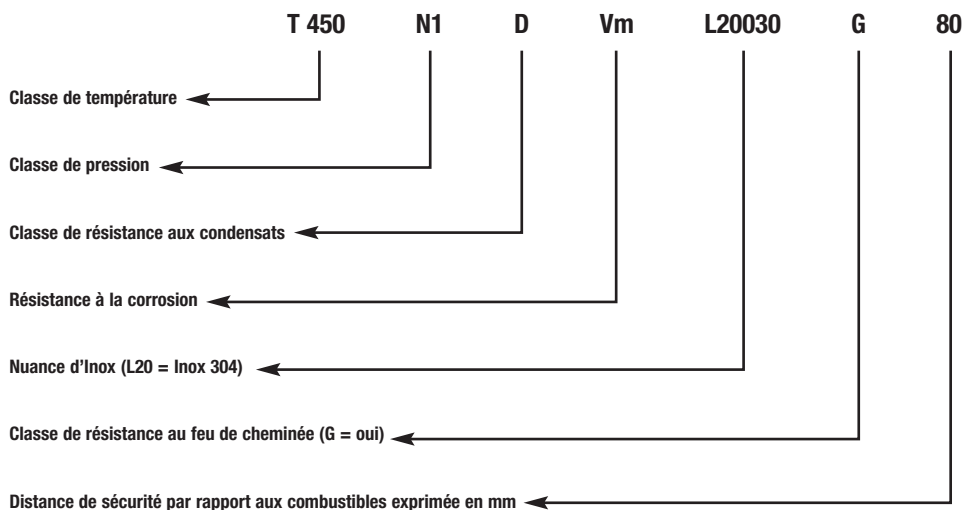 T 450 N1 D Vm L20030 G 80
Classe de température
Classe de pression
Classe de résistance aux condensats
Résistance à la corrosion
Nuance d'Inox (L20 = Inox 304)
Classe de résistance au feu de cheminée (G = oui)
Distance de sécurité par rapport aux combustibles exprimée en mm